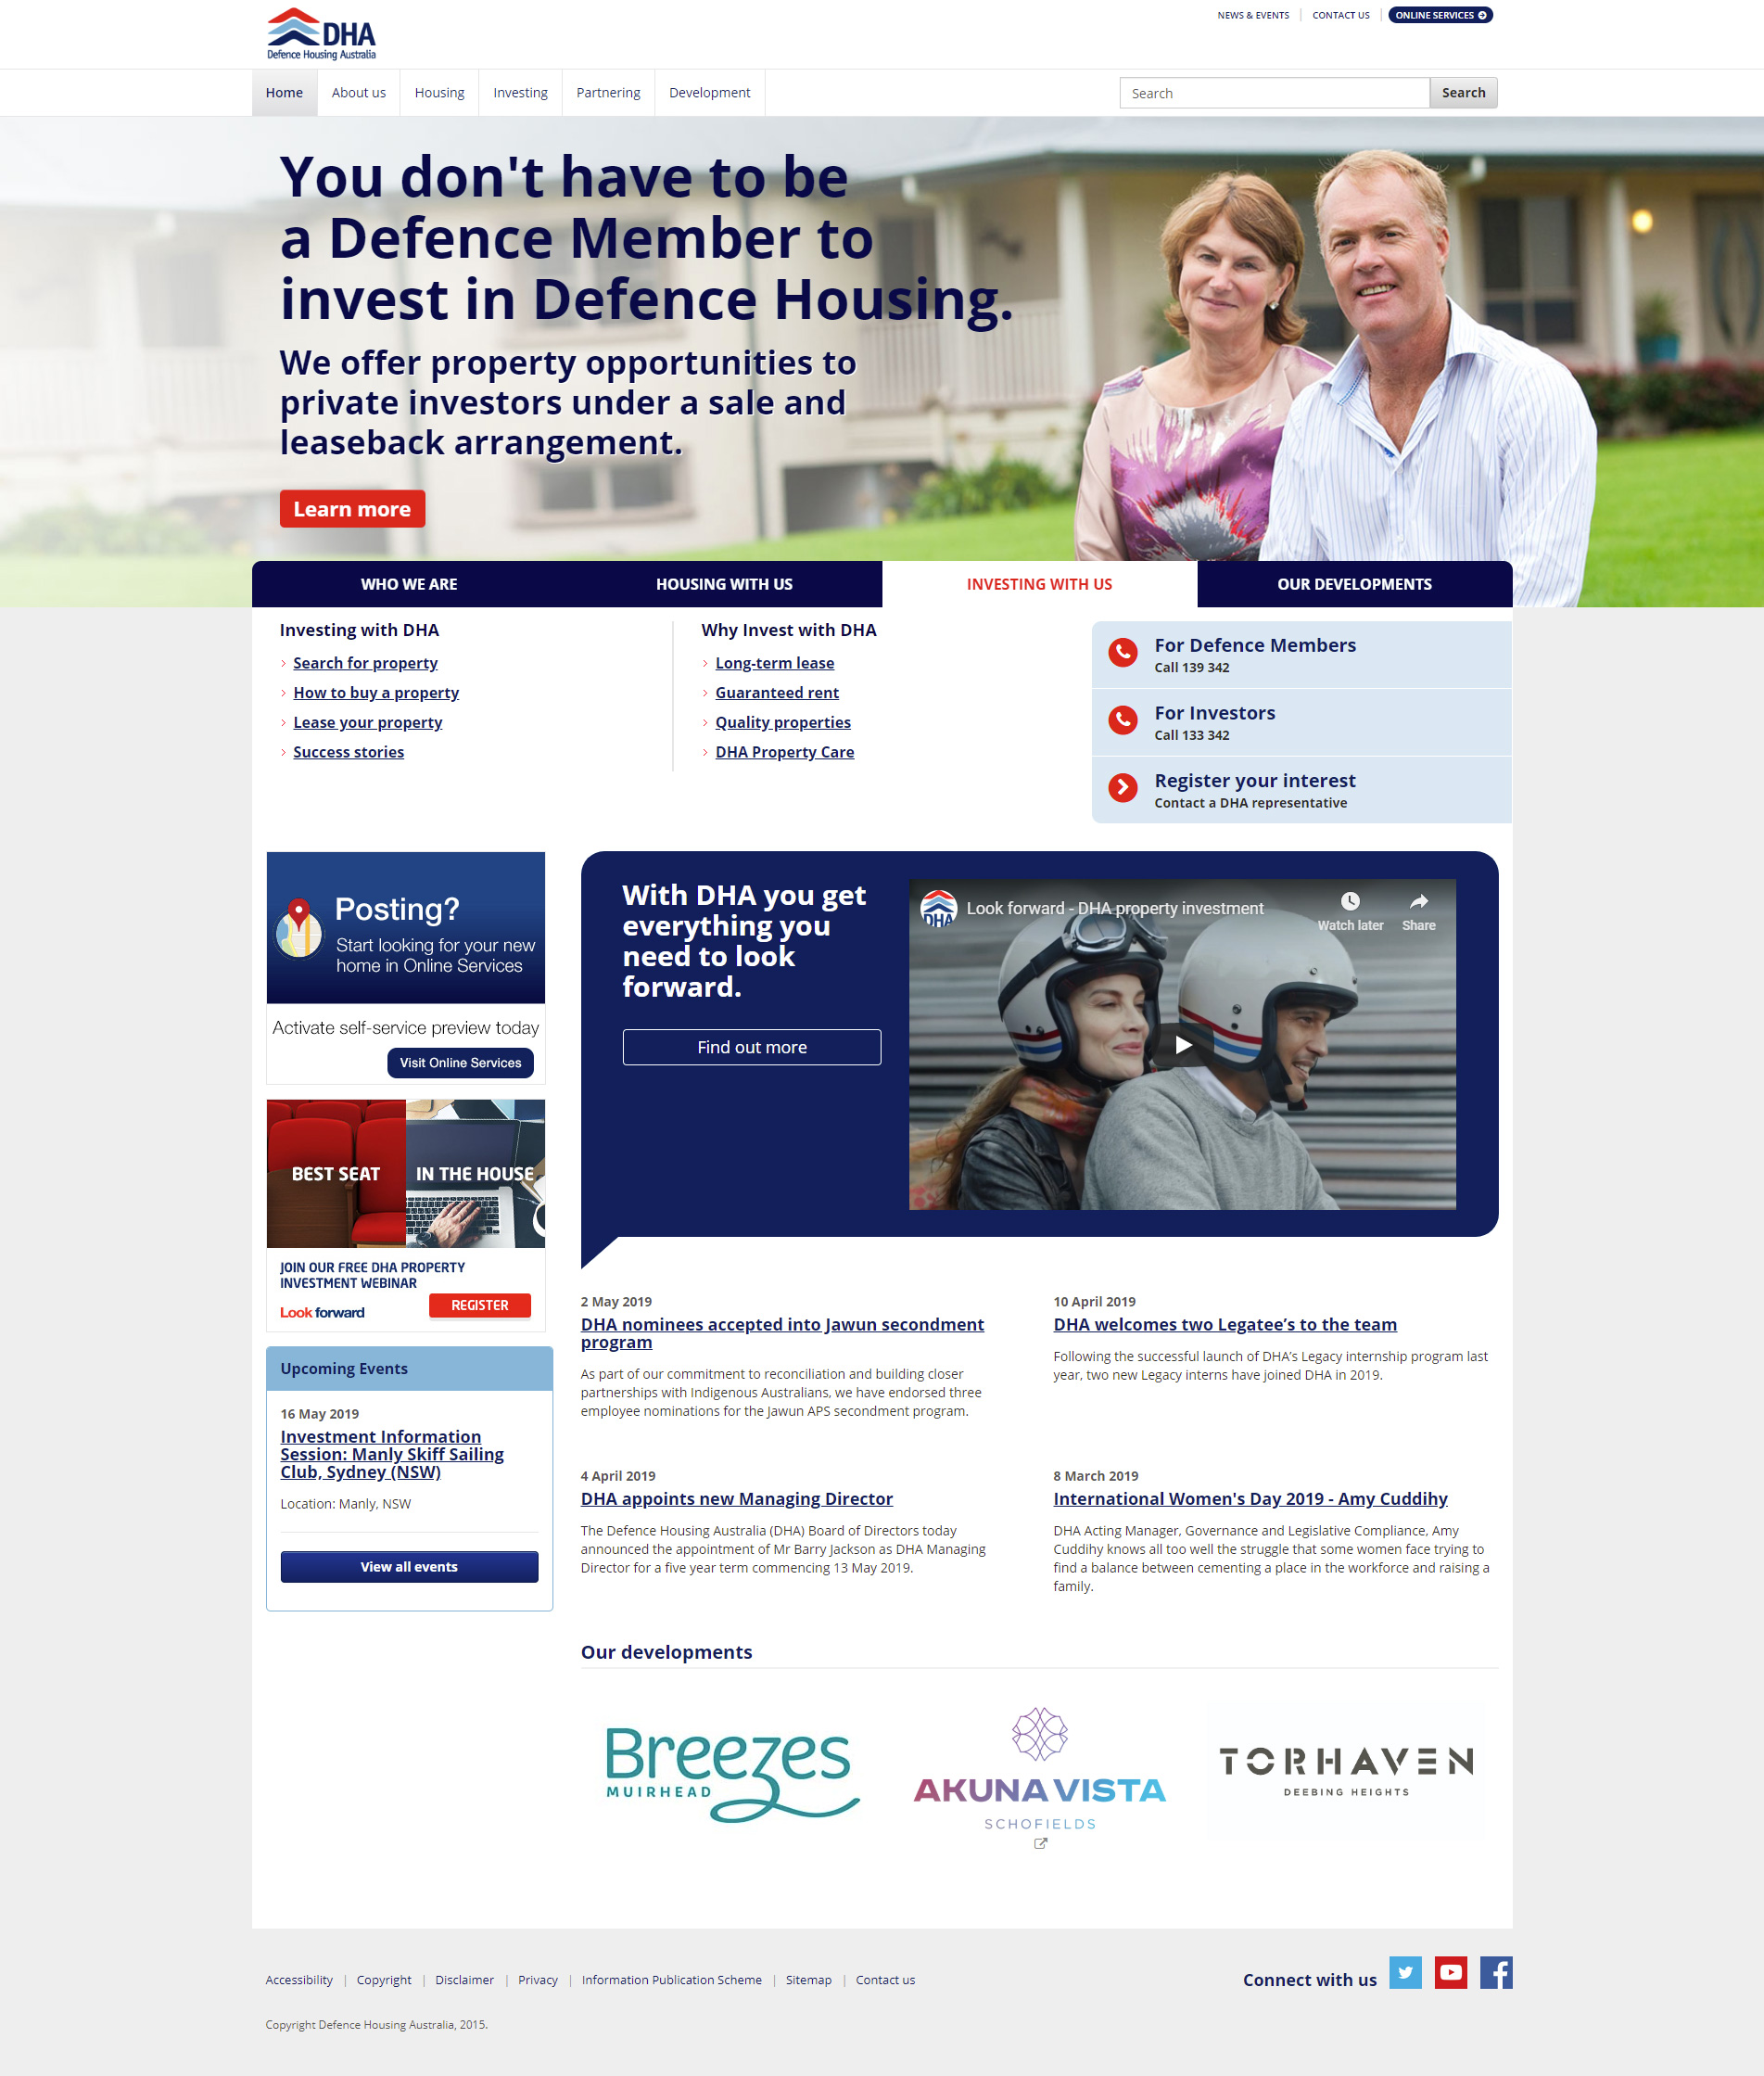 DHA
Defence Housing Australia
NEWS & EVENTS
CONTACT US
ONLINE SERVICES
Home
About us
Housing
Investing
Partnering
Development
Search
Search
You don't have to be
a Defence Member to
invest in Defence Housing.
We offer property opportunities to
private investors under a sale and
leaseback arrangement.
Learn more
WHO WE ARE
HOUSING WITH US
INVESTING WITH US
OUR DEVELOPMENTS
Investing with DHA
Search for property
How to buy a property
Lease your property
Success stories
Why Invest with DHA
Long-term lease
Guaranteed rent
Quality properties
DHA Property Care
For Defence Members
Call 139 342
For Investors
Call 133 342
Register your interest
Contact a DHA representative
Posting?
Start looking for your new
home in Online Services
Activate self-service preview today
Visit Online Services
BEST SEAT
IN THE HOUSE
JOIN OUR FREE DHA PROPERTY
INVESTMENT WEBINAR
Look forward
REGISTER
Upcoming Events
16 May 2019
Investment Information
Session: Manly Skiff Sailing
Club, Sydney (NSW)
Location: Manly, NSW
View all events
With DHA you get
everything you
need to look
forward.
Find out more
DHA
Look forward - DHA property investment
Watch later
Share
2 May 2019
DHA nominees accepted into Jawun secondment
program
As part of our commitment to reconciliation and building closer
partnerships with Indigenous Australians, we have endorsed three
employee nominations for the Jawun APS secondment program.
10 April 2019
DHA welcomes two Legatee’s to the team
Following the successful launch of DHA’s Legacy internship program last
year, two new Legacy interns have joined DHA in 2019.
4 April 2019
DHA appoints new Managing Director
The Defence Housing Australia (DHA) Board of Directors today
announced the appointment of Mr Barry Jackson as DHA Managing
Director for a five year term commencing 13 May 2019.
8 March 2019
International Women's Day 2019 - Amy Cuddihy
DHA Acting Manager, Governance and Legislative Compliance, Amy
Cuddihy knows all too well the struggle that some women face trying to
find a balance between cementing a place in the workforce and raising a
family.
Our developments
Breezes
MUIRHEAD
AKUNA VISTA
SCHOFIELDS
TORHAVEN
DEEBING HEIGHTS
Accessibility
Copyright
Disclaimer
Privacy
Information Publication Scheme
Sitemap
Contact us
Connect with us
Copyright Defence Housing Australia, 2015.